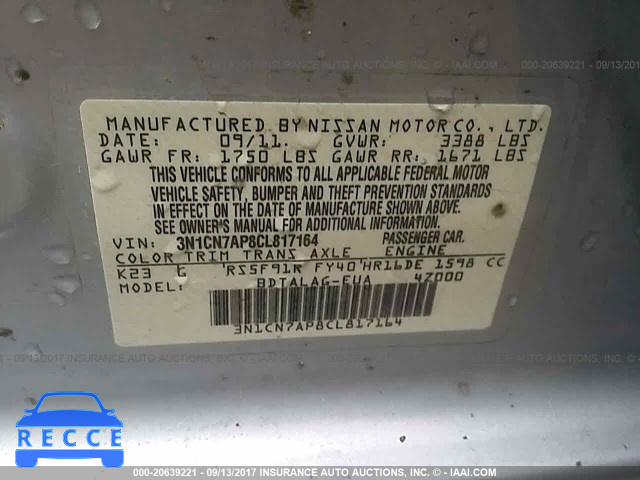 © COPYRIGHT 2017 INSURANCE AUTO AUCTIONS - © IAAI.COM
000-20639221 - 09/13/2017 INSU
MANUFACTURED BY NISSAN MOTOR CO., LTD.
DATE: 09/11. GVWR: 3388 LBS
GAWR FR: 1750 LBS GAWR RR: 1671 LBS
THIS VEHICLE CONFORMS TO ALL APPLICABLE FEDERAL MOTOR
VEHICLE SAFETY, BUMPER AND THEFT PREVENTION STANDARDS
IN EFFECT ON THE DATE OF MANUFACTURE SHOWN ABOVE.
SEE OWNER'S MANUAL FOR ADDITIONAL INFORMATION.
VIN: 3N1CN7AP8CL817164 PASSENGER CAR.
COLOR TRIM TRANS AXLE ENGINE
K23 G RS5F91R FY40 HR16DE 1598 CC
BDTALAG-EUA 4Z000
3N1CN7AP8CL817164
RECCE
000-20639221 - 09/13/2017 INSURANCE AUTO AUCTIONS - © IAAI.COM